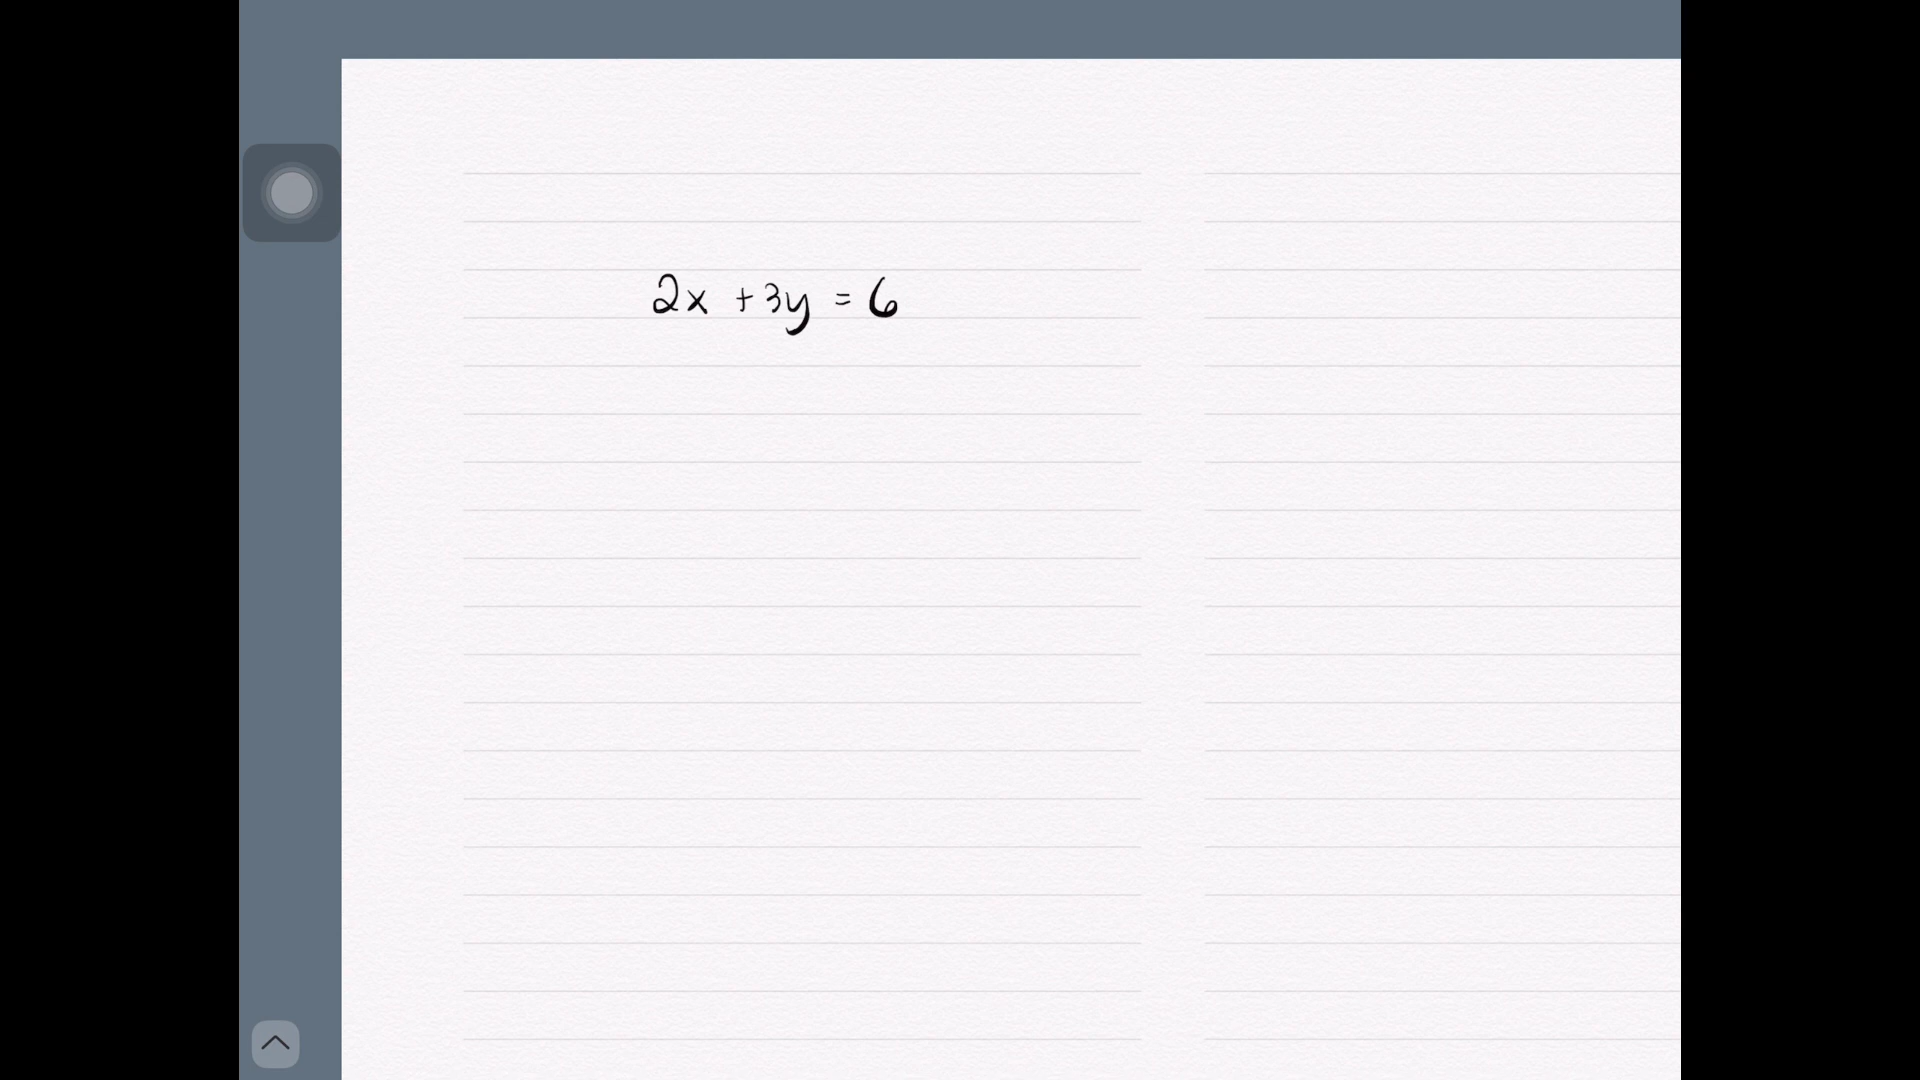 2x + 3y = 6